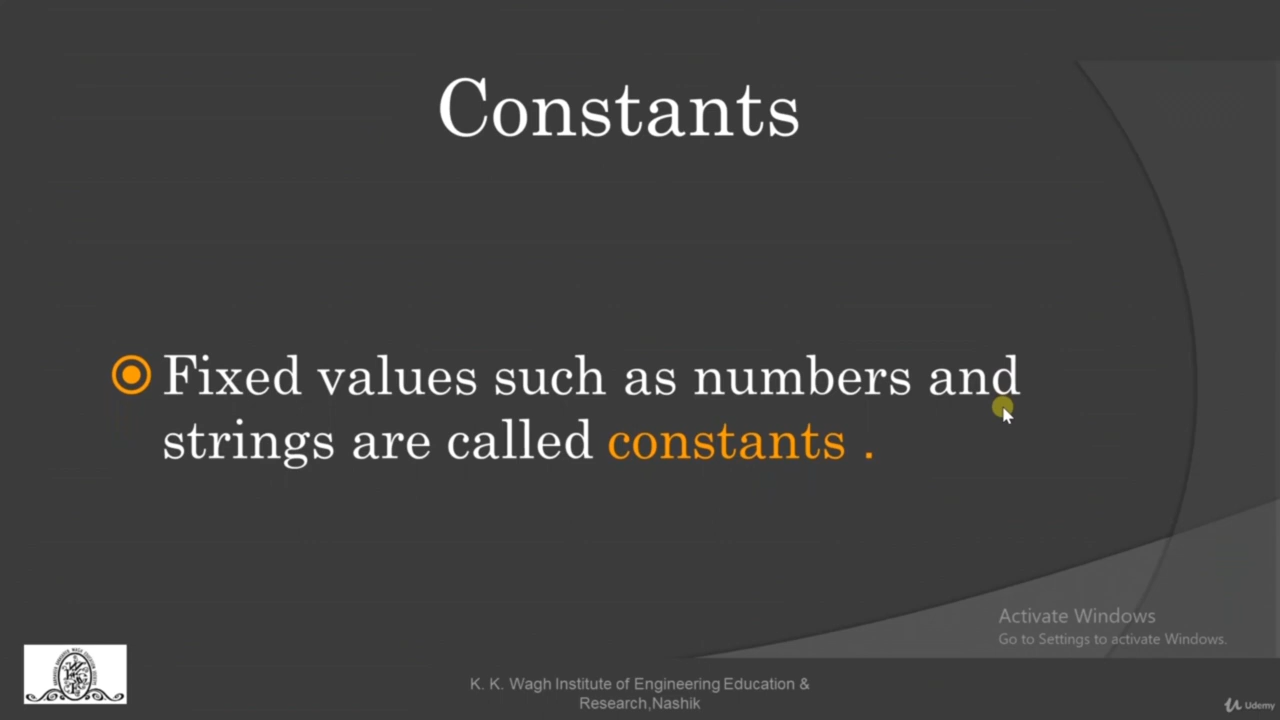 Constants
Fixed values such as numbers and
strings are called constants .
Activate Windows
Go to Settings to activate Windows.
K. K. Wagh Institute of Engineering Education &
Research,Nashik
Udemy